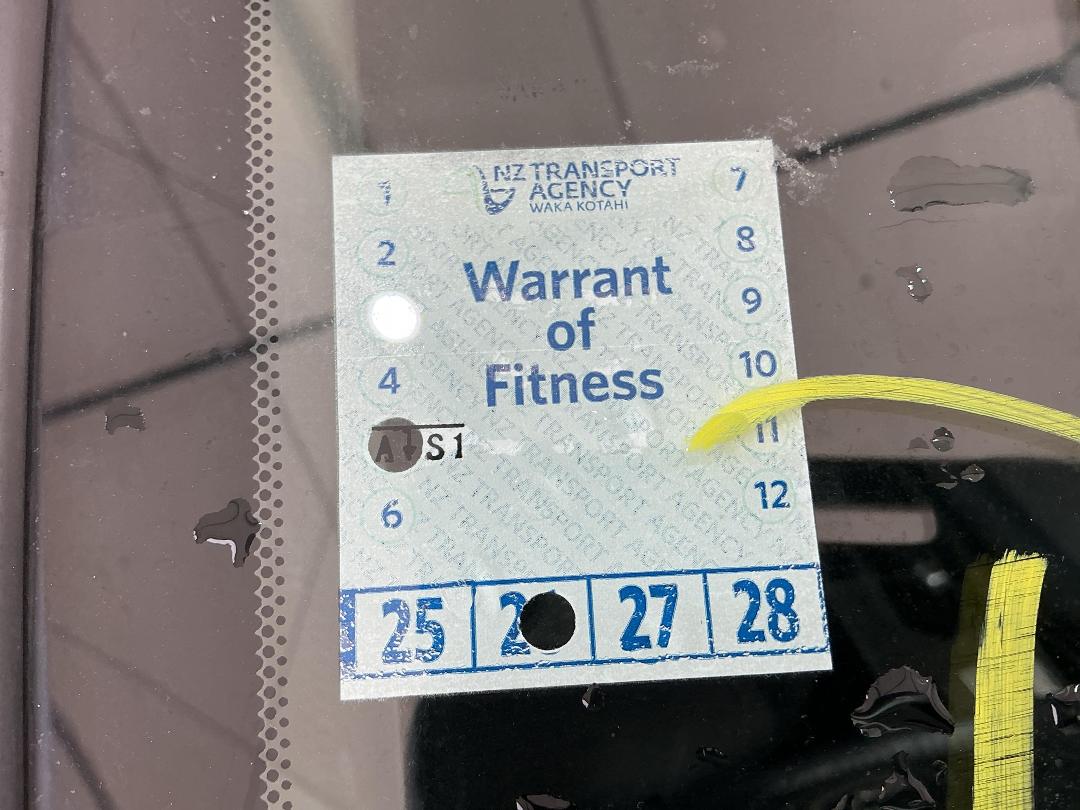 NZ TRANSPORT
AGENCY
WAKA KOTAHI
Warrant
of
Fitness
1
2
4
A↓S1
6
7
8
9
10
11
12
25
2
27
28